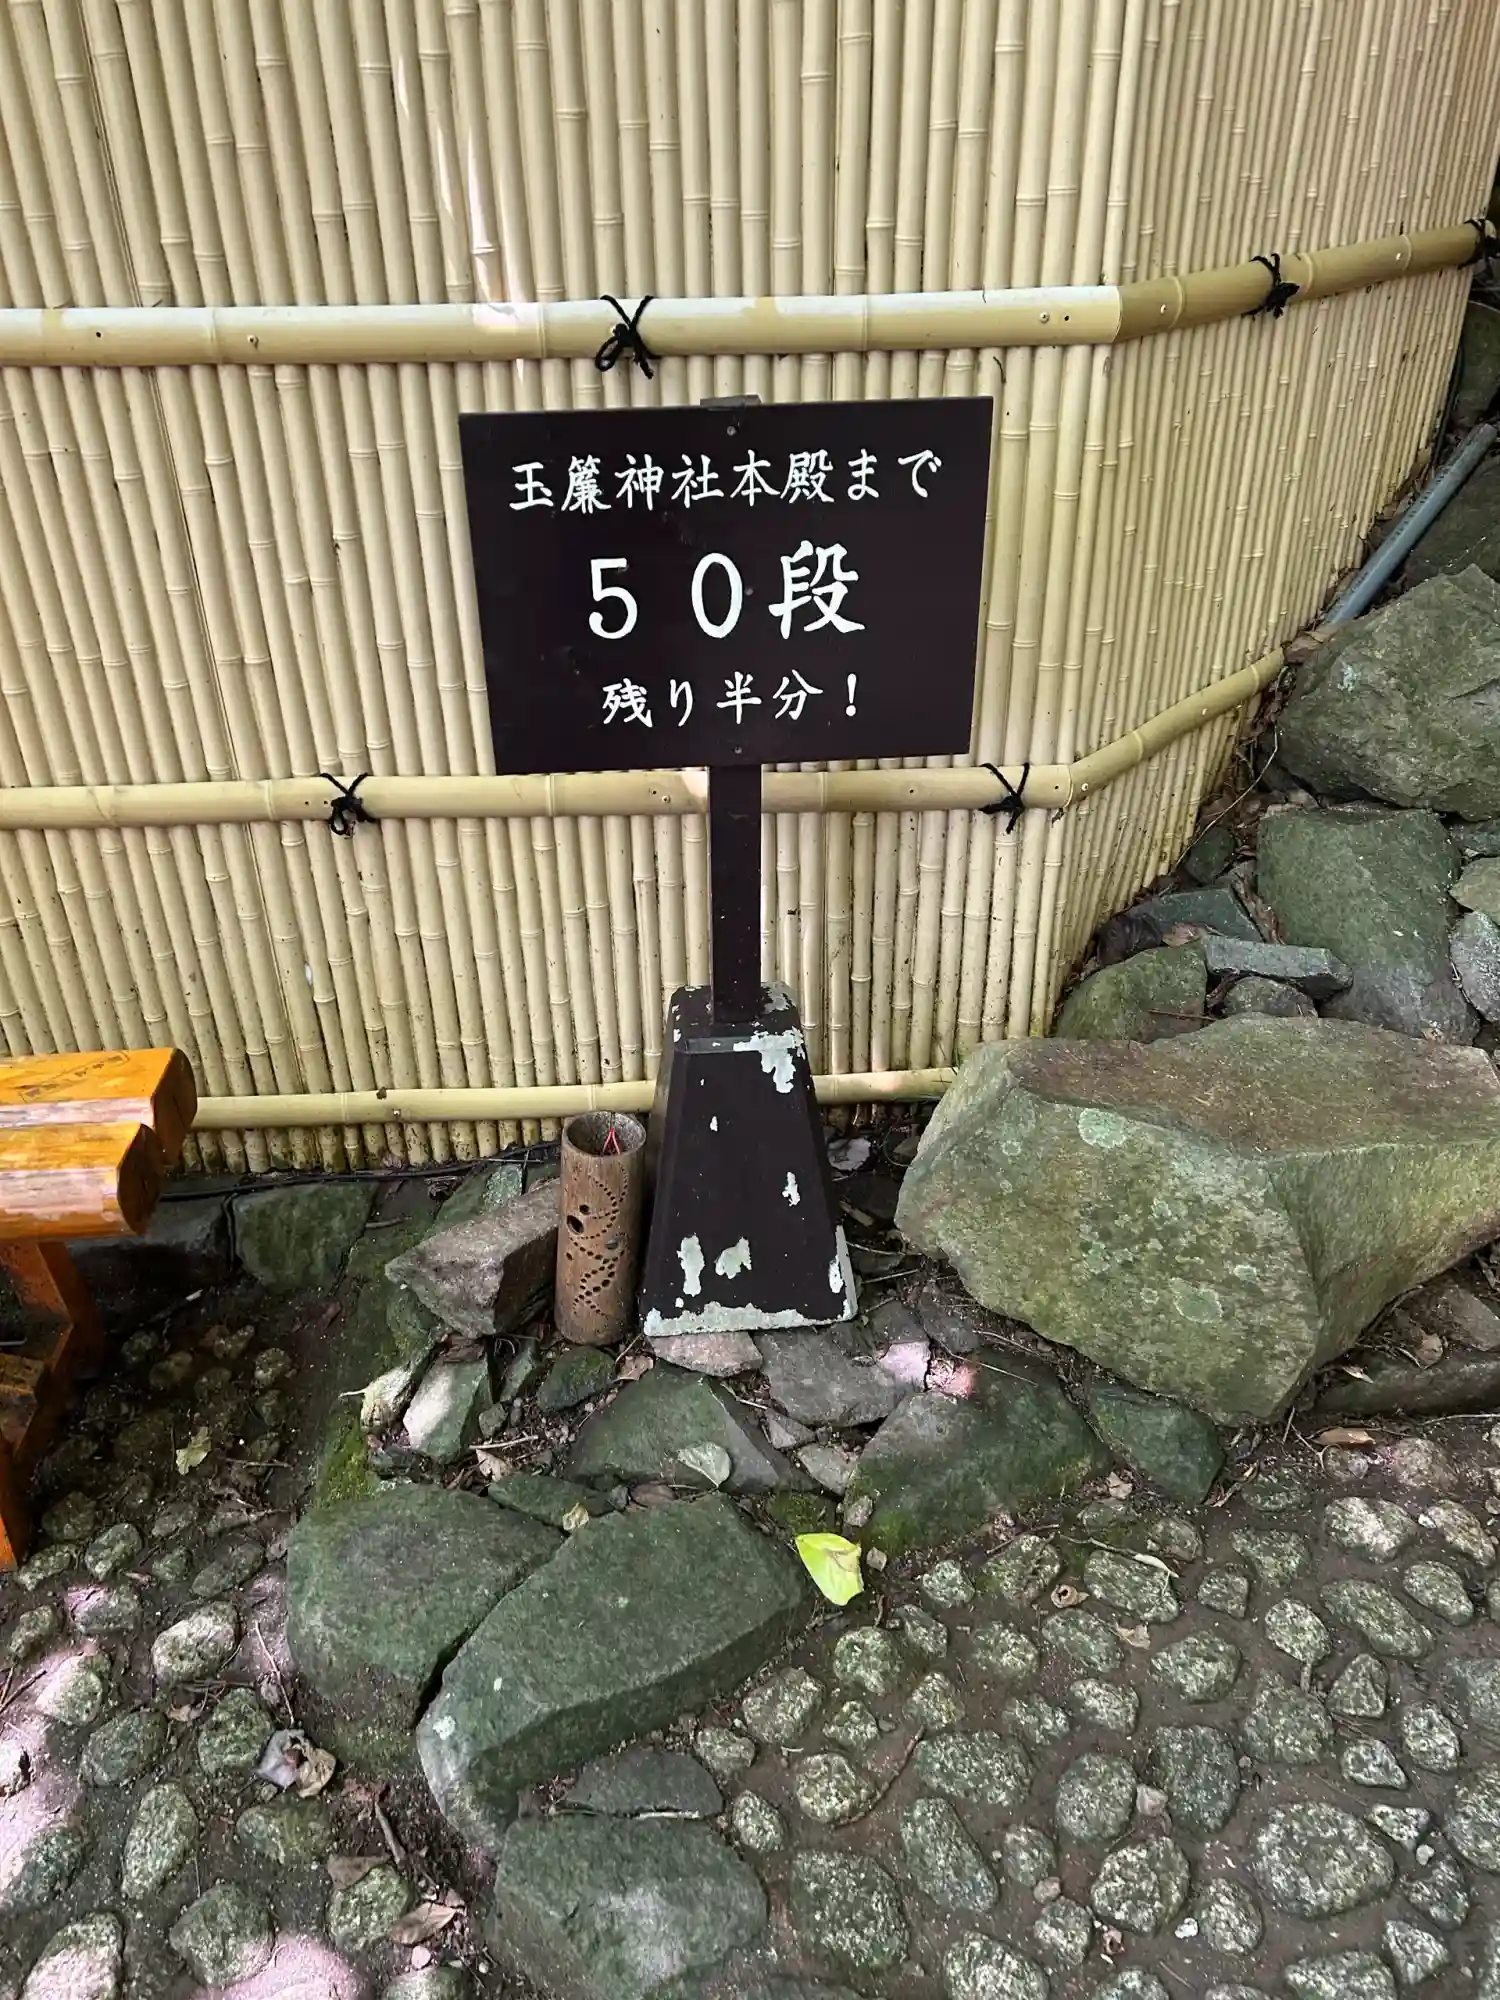 玉簾神社本殿まで
５０段
残り半分！